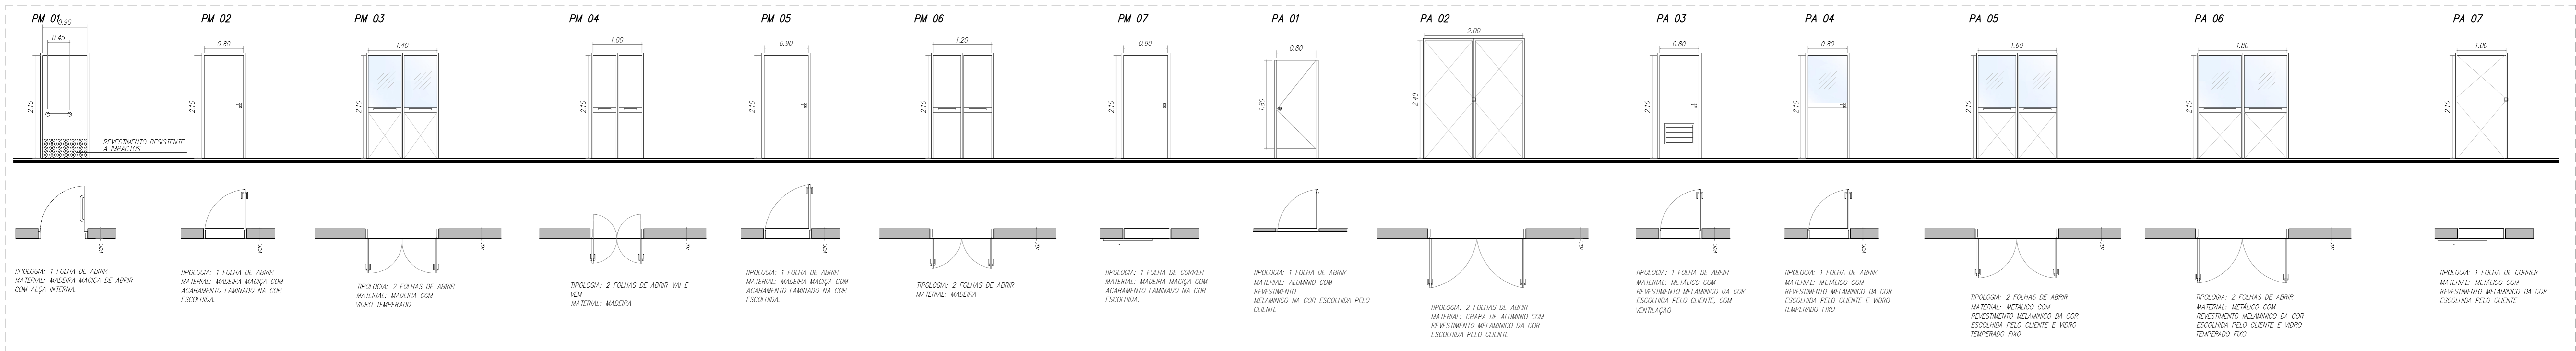 PM 01
0.90
0.45
2.10
REVESTIMENTO RESISTENTE
A IMPACTOS
TIPOLOGIA: 1 FOLHA DE ABRIR
MATERIAL: MADEIRA MACIÇA DE ABRIR
COM ALÇA INTERNA.
PM 02
0.80
2.10
var.
TIPOLOGIA: 1 FOLHA DE ABRIR
MATERIAL: MADEIRA MACIÇA COM
ACABAMENTO LAMINADO NA COR
ESCOLHIDA.
PM 03
1.40
2.10
var.
TIPOLOGIA: 2 FOLHAS DE ABRIR
MATERIAL: MADEIRA COM
VIDRO TEMPERADO
PM 04
1.00
2.10
var.
TIPOLOGIA: 2 FOLHAS DE ABRIR VAI E
VEM
MATERIAL: MADEIRA
PM 05
0.90
2.10
var.
TIPOLOGIA: 1 FOLHA DE ABRIR
MATERIAL: MADEIRA MACIÇA COM
ACABAMENTO LAMINADO NA COR
ESCOLHIDA.
PM 06
1.20
2.10
var.
TIPOLOGIA: 2 FOLHAS DE ABRIR
MATERIAL: MADEIRA
PM 07
0.90
2.10
TIPOLOGIA: 1 FOLHA DE CORRER
MATERIAL: MADEIRA MACIÇA COM
ACABAMENTO LAMINADO NA COR
ESCOLHIDA.
PA 01
0.80
1.80
TIPOLOGIA: 1 FOLHA DE ABRIR
MATERIAL: ALUMÍNIO COM
REVESTIMENTO
MELAMINICO NA COR ESCOLHIDA PELO
CLIENTE
PA 02
2.00
2.40
var.
TIPOLOGIA: 2 FOLHAS DE ABRIR
MATERIAL: CHAPA DE ALUMINIO COM
REVESTIMENTO MELAMINICO DA COR
ESCOLHIDA PELO CLIENTE
PA 03
0.80
2.10
var.
TIPOLOGIA: 1 FOLHA DE ABRIR
MATERIAL: METÁLICO COM
REVESTIMENTO MELAMINICO DA COR
ESCOLHIDA PELO CLIENTE, COM
VENTILAÇÃO
PA 04
0.80
2.10
var.
TIPOLOGIA: 1 FOLHA DE ABRIR
MATERIAL: METÁLICO COM
REVESTIMENTO MELAMINICO DA COR
ESCOLHIDA PELO CLIENTE E VIDRO
TEMPERADO FIXO
PA 05
1.60
2.10
var.
TIPOLOGIA: 2 FOLHAS DE ABRIR
MATERIAL: METÁLICO COM
REVESTIMENTO MELAMINICO DA COR
ESCOLHIDA PELO CLIENTE E VIDRO
TEMPERADO FIXO
PA 06
1.80
2.10
var.
TIPOLOGIA: 2 FOLHAS DE ABRIR
MATERIAL: METÁLICO COM
REVESTIMENTO MELAMINICO DA COR
ESCOLHIDA PELO CLIENTE E VIDRO
TEMPERADO FIXO
PA 07
1.00
2.10
TIPOLOGIA: 1 FOLHA DE CORRER
MATERIAL: METÁLICO COM
REVESTIMENTO MELAMINICO DA COR
ESCOLHIDA PELO CLIENTE